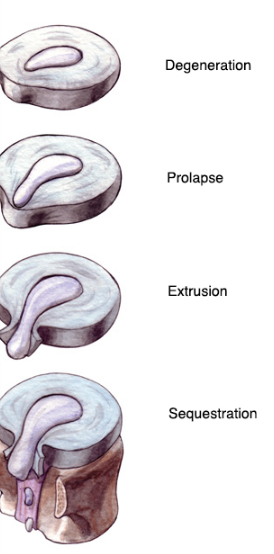 Degeneration
Prolapse
Extrusion
Sequestration